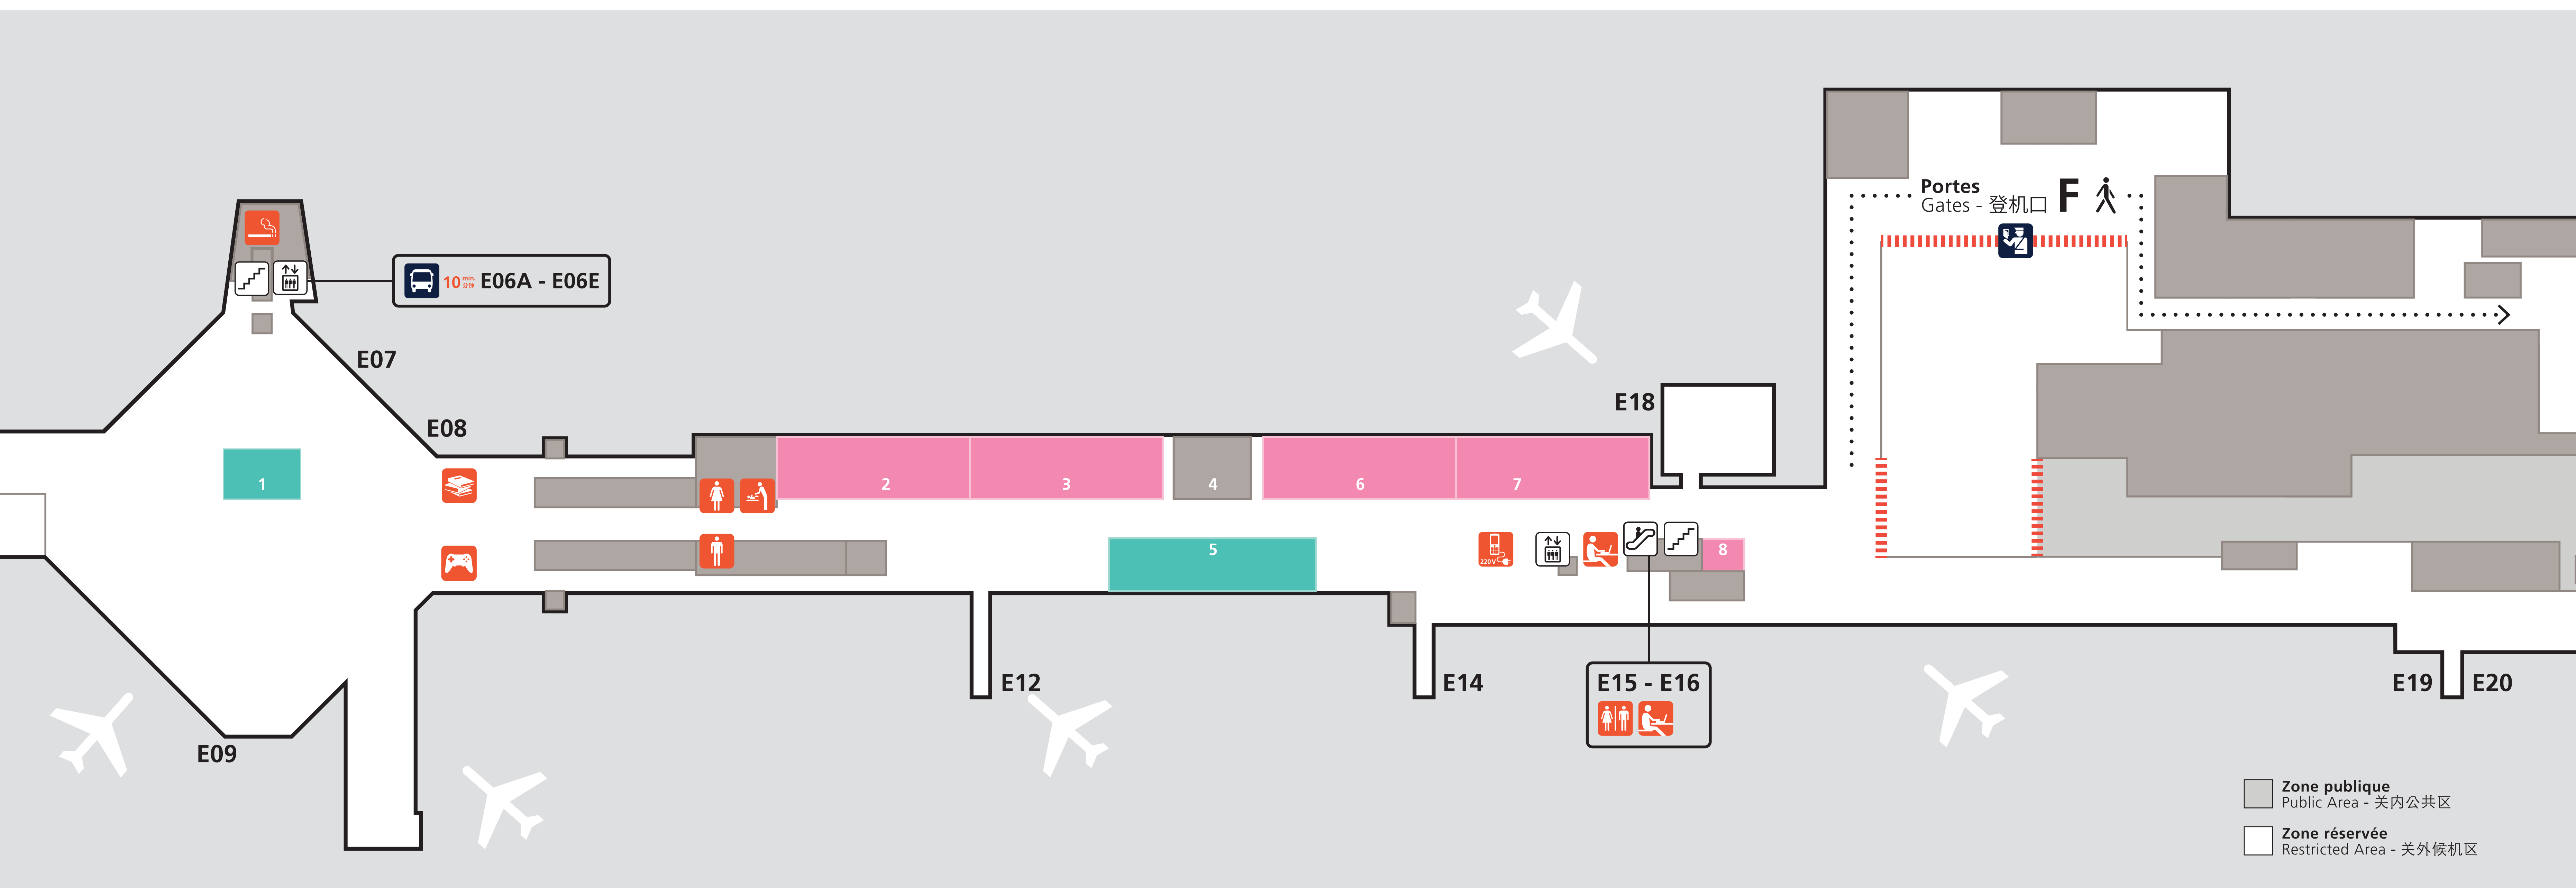 Portes
Gates - 登机口
F
10 min. 分钟 E06A - E06E
E07
E18
E08
1
2
3
4
6
7
5
8
220 V
E12
E14
E15 - E16
E19
E20
E09
Zone publique
Public Area - 关内公共区
Zone réservée
Restricted Area - 关外候机区